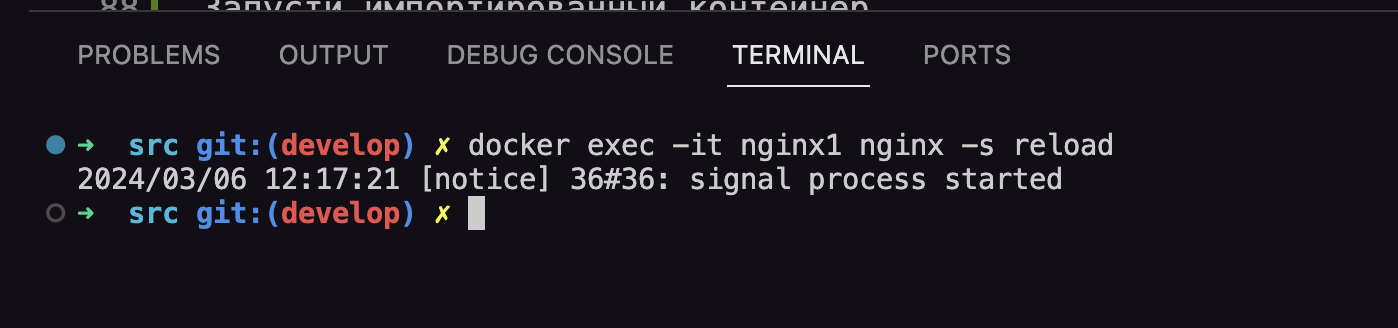 88 Запусти импортированный контейнер
PROBLEMS OUTPUT DEBUG CONSOLE TERMINAL PORTS
➜ src git:(develop) ✗ docker exec -it nginx1 nginx -s reload
2024/03/06 12:17:21 [notice] 36#36: signal process started
➜ src git:(develop) ✗